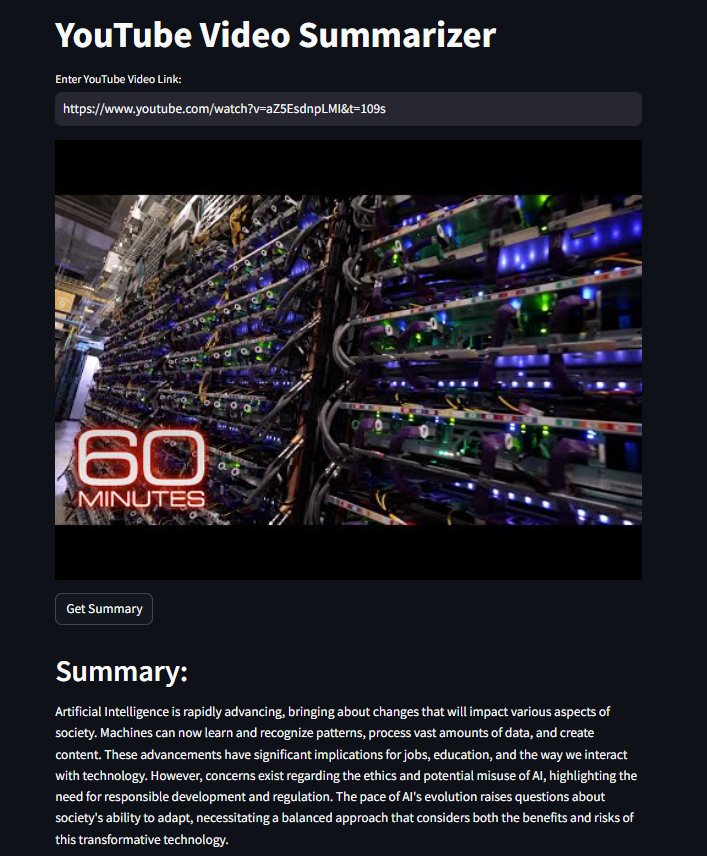 YouTube Video Summarizer
Enter YouTube Video Link:
https://www.youtube.com/watch?v=aZ5EsdnpLMI&t=109s
60
MINUTES
Get Summary
Summary:
Artificial Intelligence is rapidly advancing, bringing about changes that will impact various aspects of
society. Machines can now learn and recognize patterns, process vast amounts of data, and create
content. These advancements have significant implications for jobs, education, and the way we interact
with technology. However, concerns exist regarding the ethics and potential misuse of AI, highlighting the
need for responsible development and regulation. The pace of AI's evolution raises questions about
society's ability to adapt, necessitating a balanced approach that considers both the benefits and risks of
this transformative technology.